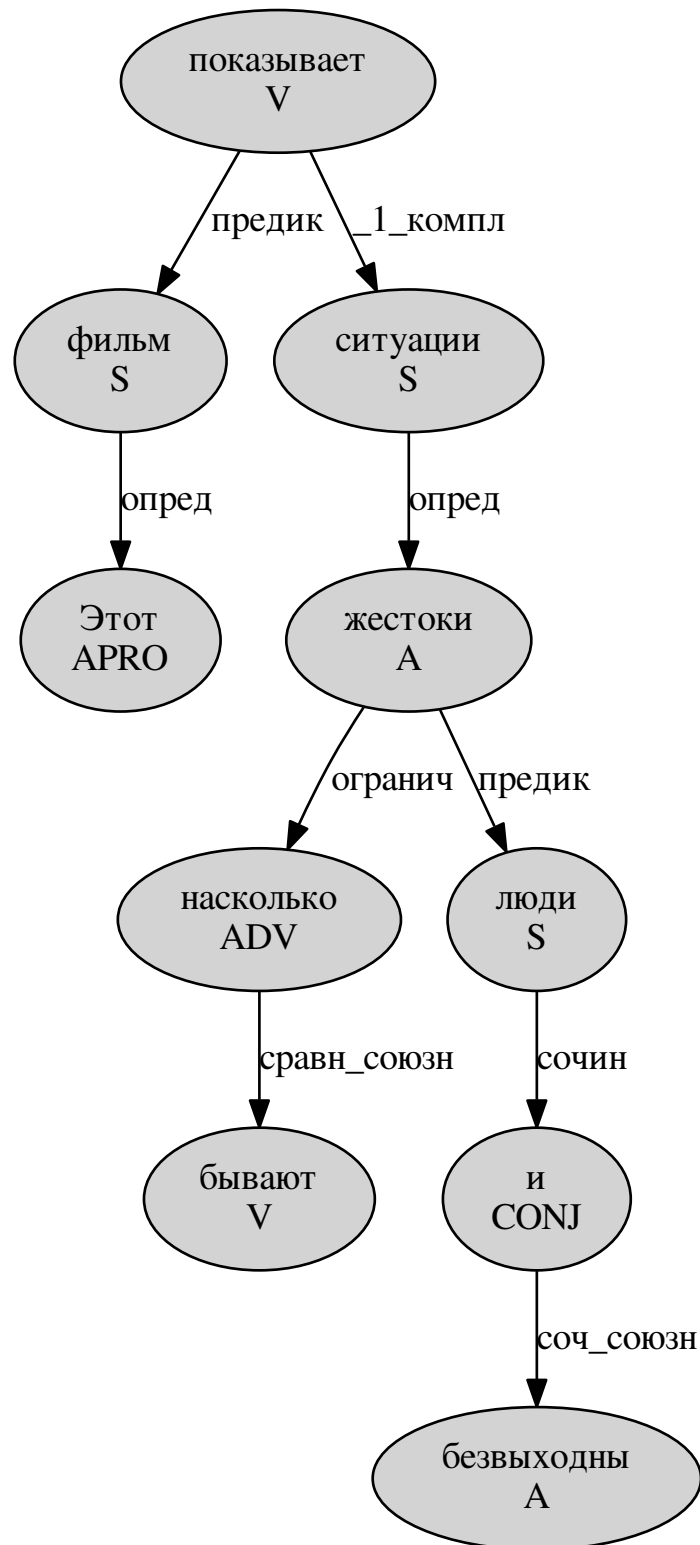 показывает
V
предик _1_компл
фильм
S
ситуации
S
опред
опред
Этот
APRO
жестоки
A
огранич предик
насколько
ADV
люди
S
сравн_союзн
сочин
бывают
V
и
CONJ
соч_союзн
безвыходны
A